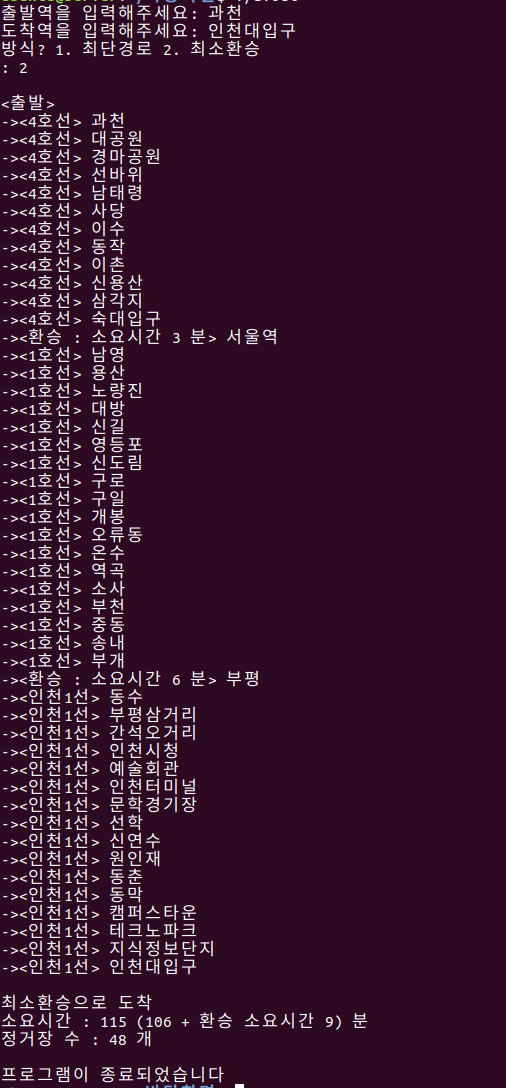 출발역을 입력해주세요: 과천
도착역을 입력해주세요: 인천대입구
방식? 1. 최단경로 2. 최소환승
: 2
<출발>
-><4호선> 과천
-><4호선> 대공원
-><4호선> 경마공원
-><4호선> 선바위
-><4호선> 남태령
-><4호선> 사당
-><4호선> 이수
-><4호선> 동작
-><4호선> 이촌
-><4호선> 신용산
-><4호선> 삼각지
-><4호선> 숙대입구
-><환승 : 소요시간 3 분> 서울역
-><1호선> 남영
-><1호선> 용산
-><1호선> 노량진
-><1호선> 대방
-><1호선> 신길
-><1호선> 영등포
-><1호선> 신도림
-><1호선> 구로
-><1호선> 구일
-><1호선> 개봉
-><1호선> 오류동
-><1호선> 온수
-><1호선> 역곡
-><1호선> 소사
-><1호선> 부천
-><1호선> 중동
-><1호선> 송내
-><1호선> 부개
-><환승 : 소요시간 6 분> 부평
-><인천1선> 동수
-><인천1선> 부평삼거리
-><인천1선> 간석오거리
-><인천1선> 인천시청
-><인천1선> 예술회관
-><인천1선> 인천터미널
-><인천1선> 문학경기장
-><인천1선> 선학
-><인천1선> 신연수
-><인천1선> 원인재
-><인천1선> 동춘
-><인천1선> 동막
-><인천1선> 캠퍼스타운
-><인천1선> 테크노파크
-><인천1선> 지식정보단지
-><인천1선> 인천대입구
최소환승으로 도착
소요시간 : 115 (106 + 환승 소요시간 9) 분
정거장 수 : 48 개
프로그램이 종료되었습니다